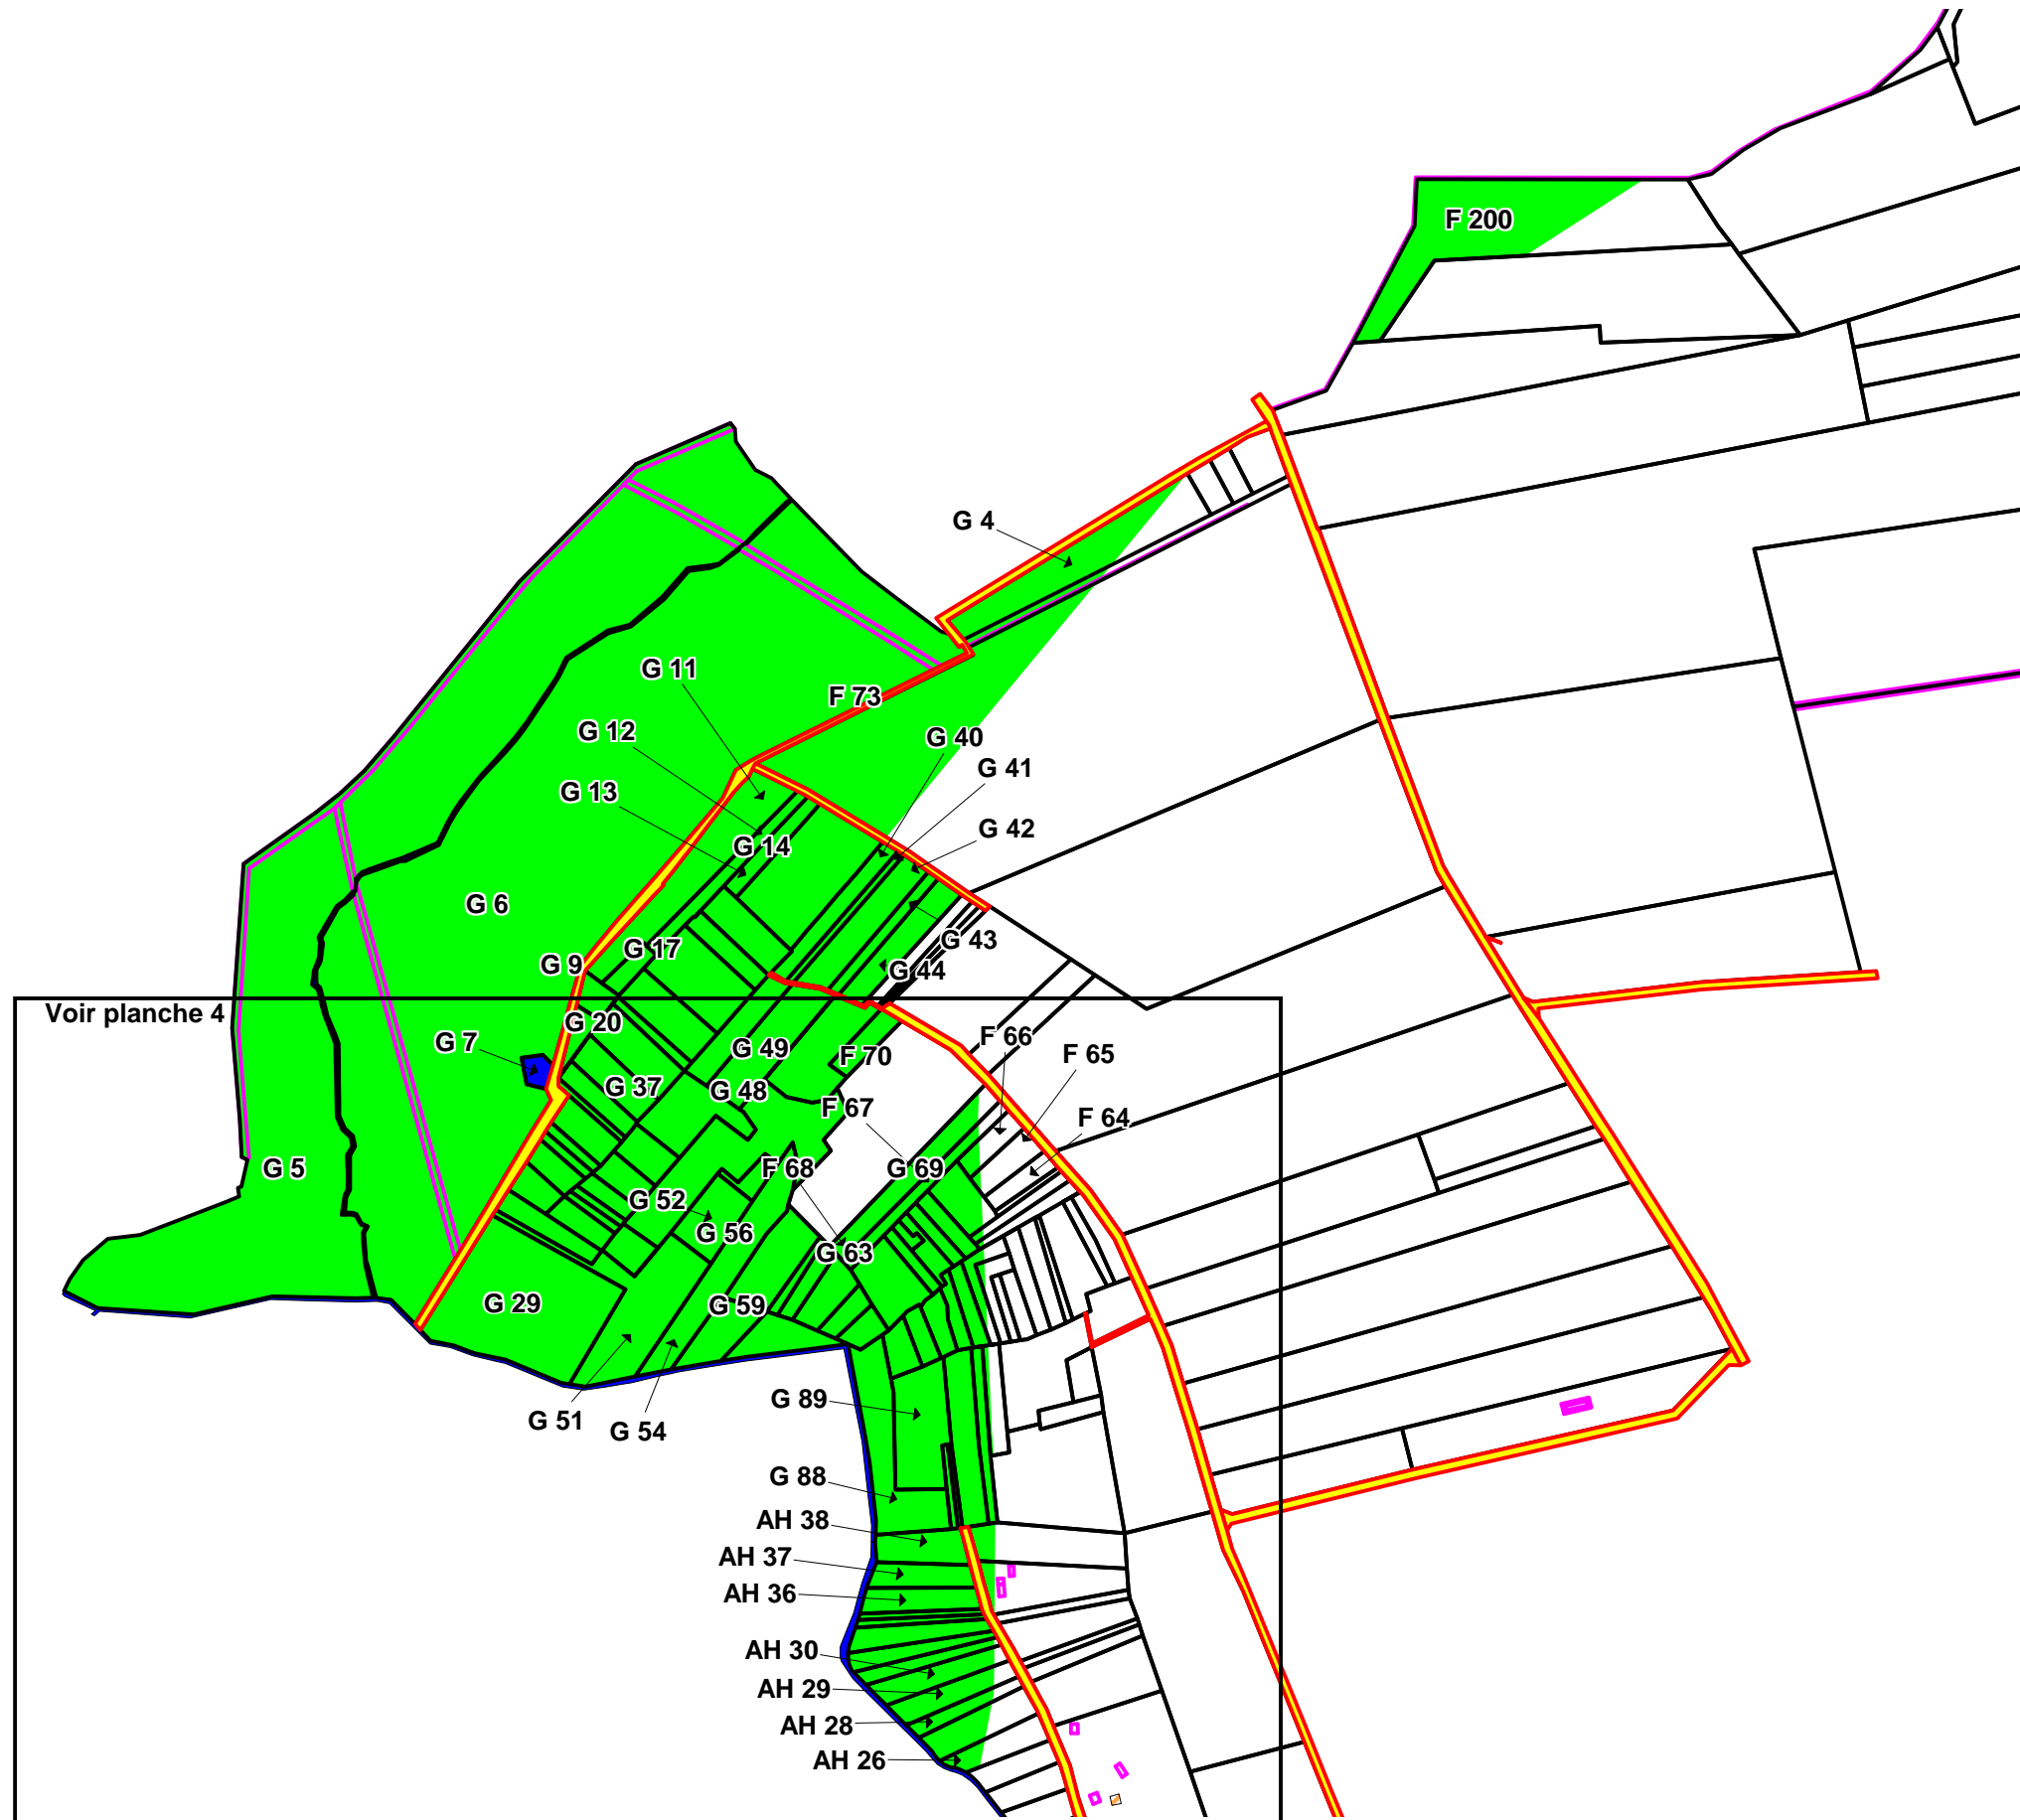 F 200
G 4
G 11
F 73
G 12
G 40
G 41
G 13
G 42
G 14
G 6
G 17
G 43
G 9
G 44
Voir planche 4
G 20
G 7
G 49
F 70
F 66
F 65
G 37
G 48
F 67
F 64
G 5
F 68
G 69
G 52
G 56
G 63
G 29
G 59
G 51
G 54
G 89
G 88
AH 38
AH 37
AH 36
AH 30
AH 29
AH 28
AH 26